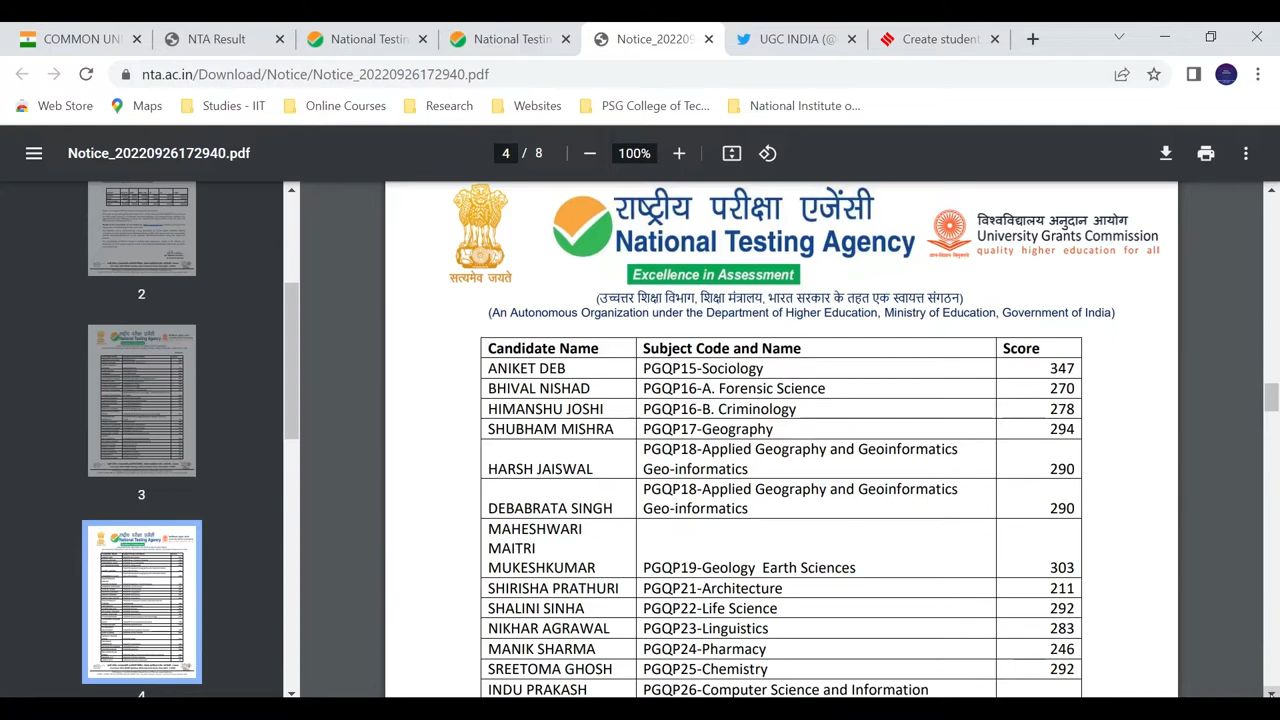 COMMON UNI
NTA Result
National Testing
National Testing
Notice_2022092
UGC INDIA (@
Create student
nta.ac.in/Download/Notice/Notice_20220926172940.pdf
Web Store
Maps
Studies - IIT
Online Courses
Research
Websites
PSG College of Tec...
National Institute o...
Notice_20220926172940.pdf
4 / 8
100%
2
3
4
सत्यमेव जयते
राष्ट्रीय परीक्षा एजेंसी
National Testing Agency
Excellence in Assessment
विश्वविद्यालय अनुदान आयोग
University Grants Commission
quality higher education for all
(उच्चत्तर शिक्षा विभाग, शिक्षा मंत्रालय, भारत सरकार के तहत एक स्वायत्त संगठन)
(An Autonomous Organization under the Department of Higher Education, Ministry of Education, Government of India)
Candidate Name Subject Code and Name Score
ANIKET DEB PGQP15-Sociology 347
BHIVAL NISHAD PGQP16-A. Forensic Science 270
HIMANSHU JOSHI PGQP16-B. Criminology 278
SHUBHAM MISHRA PGQP17-Geography 294
PGQP18-Applied Geography and Geoinformatics
HARSH JAISWAL Geo-informatics 290
PGQP18-Applied Geography and Geoinformatics
DEBABRATA SINGH Geo-informatics 290
MAHESHWARI
MAITRI
MUKESHKUMAR PGQP19-Geology Earth Sciences 303
SHIRISHA PRATHURI PGQP21-Architecture 211
SHALINI SINHA PGQP22-Life Science 292
NIKHAR AGRAWAL PGQP23-Linguistics 283
MANIK SHARMA PGQP24-Pharmacy 246
SREETOMA GHOSH PGQP25-Chemistry 292
INDU PRAKASH PGQP26-Computer Science and Information